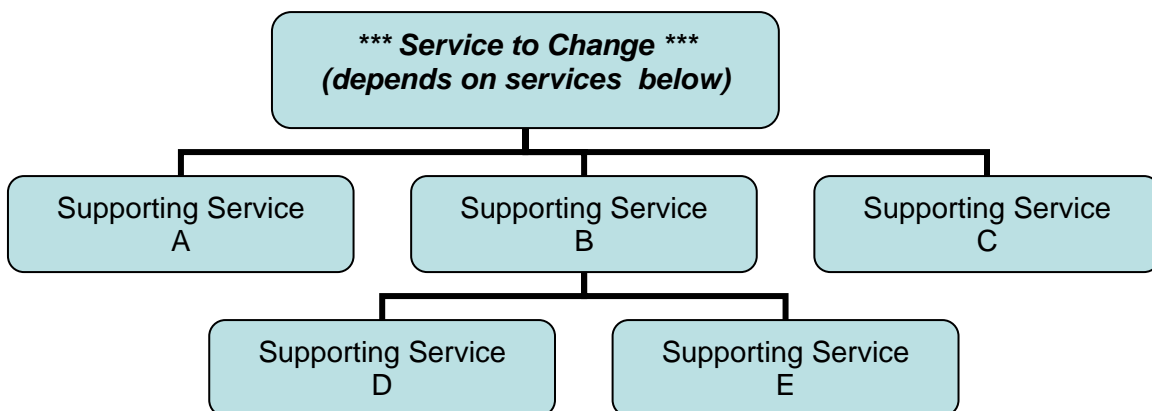 *** Service to Change ***
(depends on services  below)
Supporting Service
A
Supporting Service
B
Supporting Service
C
Supporting Service
D
Supporting Service
E